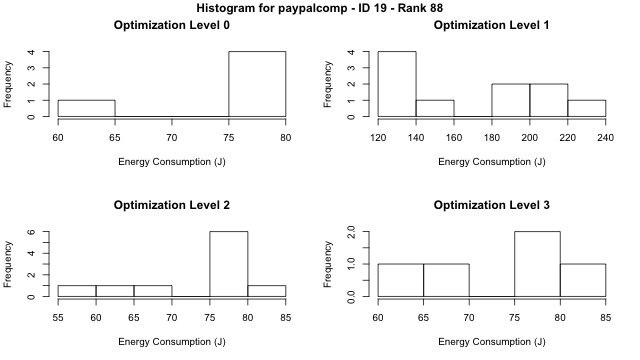 Histogram for paypalcomp - ID 19 - Rank 88
Optimization Level 0
Frequency
0 1 2 3 4
60 65 70 75 80
Energy Consumption (J)
Optimization Level 1
Frequency
0 1 2 3 4
120 140 160 180 200 220 240
Energy Consumption (J)
Optimization Level 2
Frequency
0 2 4 6
55 60 65 70 75 80 85
Energy Consumption (J)
Optimization Level 3
Frequency
0.0 1.0 2.0
60 65 70 75 80 85
Energy Consumption (J)